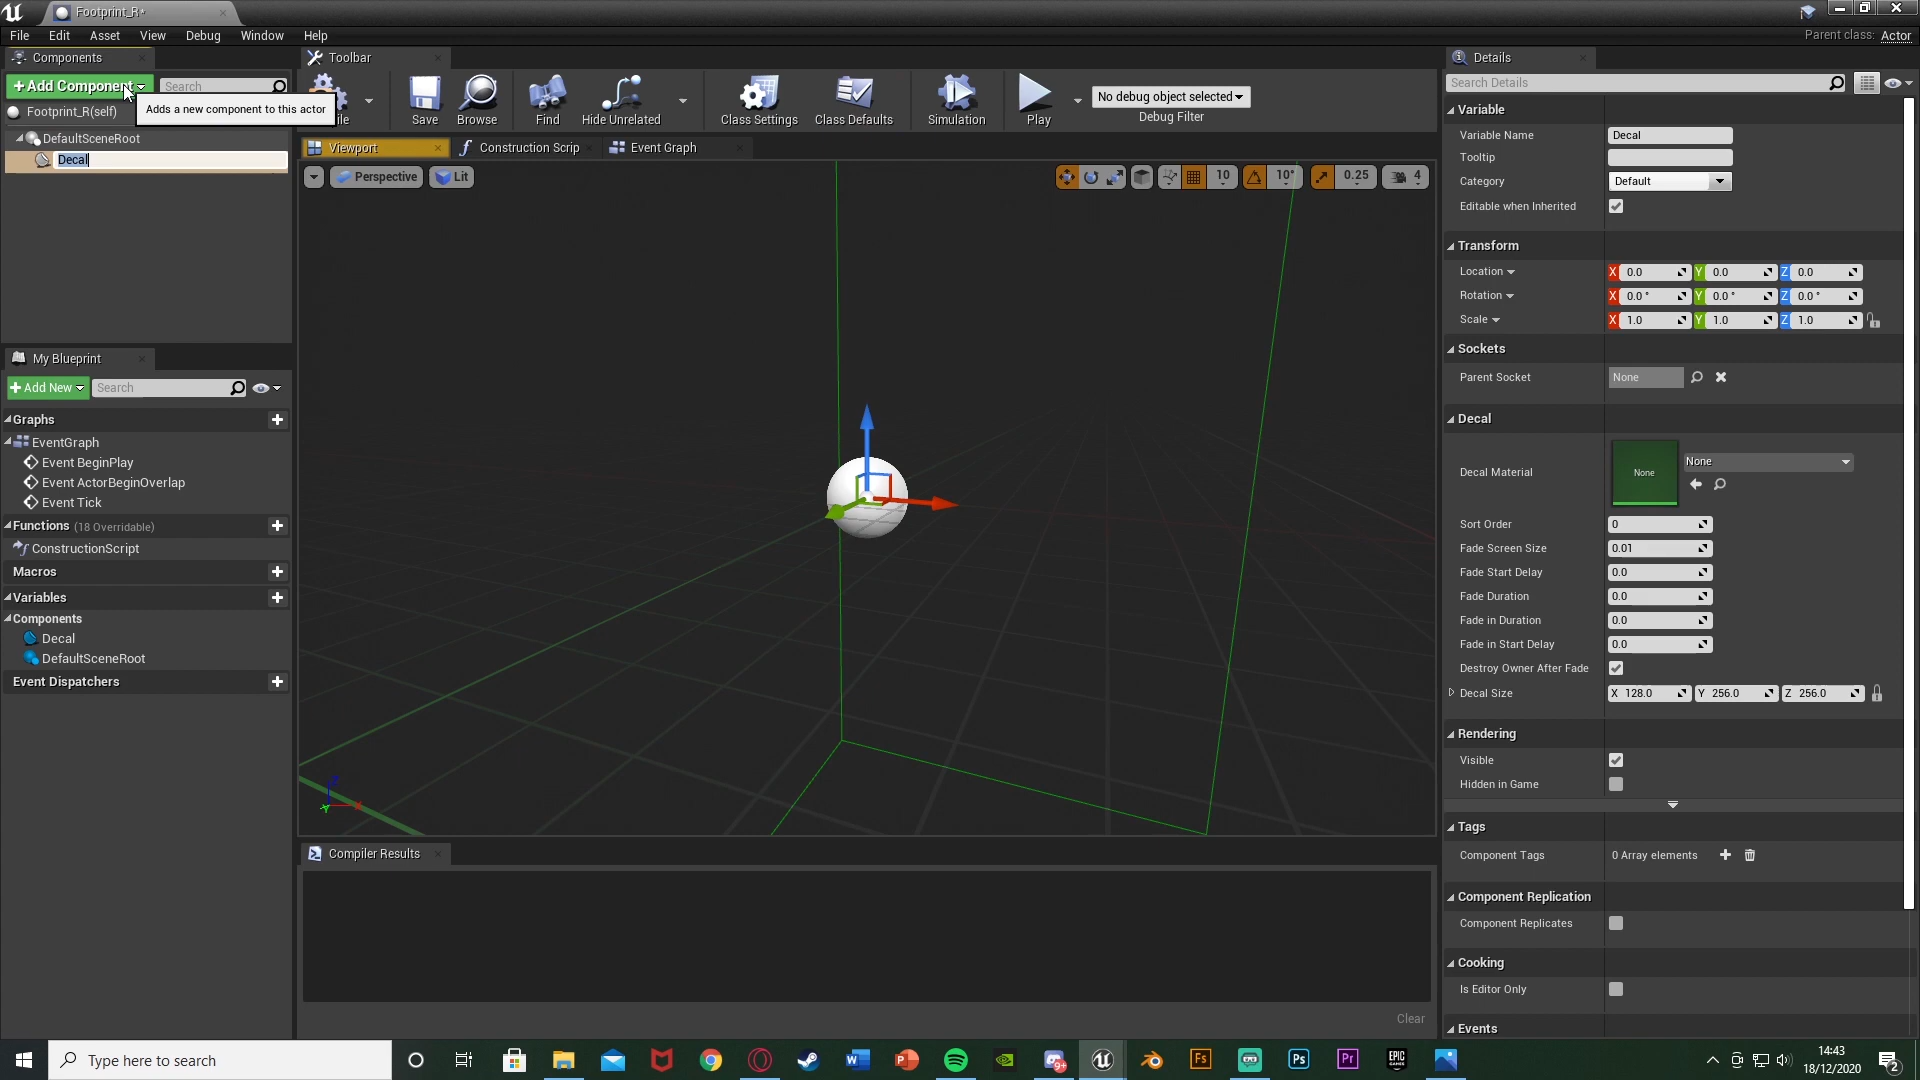 Footprint_R*
File Edit Asset View Debug Window Help
Parent class: Actor
Components
Toolbar
Details
Add Component
Search
Adds a new component to this actor
Footprint_R(self)
DefaultSceneRoot
Decal
Save
Browse
Find
Hide Unrelated
Class Settings
Class Defaults
Simulation
Play
No debug object selected
Debug Filter
Viewport
Construction Scrip
Event Graph
Perspective
Lit
10
10°
0.25
4
My Blueprint
Add New
Search
Graphs
EventGraph
Event BeginPlay
Event ActorBeginOverlap
Event Tick
Functions (18 Overridable)
ConstructionScript
Macros
Variables
Components
Decal
DefaultSceneRoot
Event Dispatchers
Compiler Results
Clear
Search Details
Variable
Variable Name Decal
Tooltip
Category Default
Editable when Inherited
Transform
Location X 0.0 Y 0.0 Z 0.0
Rotation X 0.0° Y 0.0° Z 0.0°
Scale X 1.0 Y 1.0 Z 1.0
Sockets
Parent Socket None
Decal
Decal Material None None
Sort Order 0
Fade Screen Size 0.01
Fade Start Delay 0.0
Fade Duration 0.0
Fade in Duration 0.0
Fade in Start Delay 0.0
Destroy Owner After Fade
Decal Size X 128.0 Y 256.0 Z 256.0
Rendering
Visible
Hidden in Game
Tags
Component Tags 0 Array elements
Component Replication
Component Replicates
Cooking
Is Editor Only
Events
Type here to search
14:43
18/12/2020
2